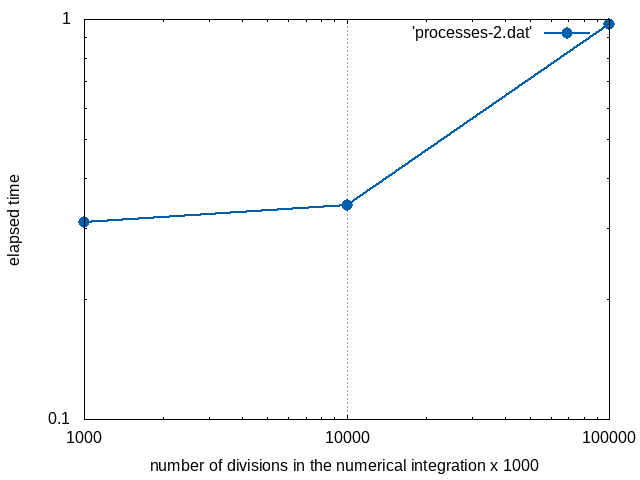 1
'processes-2.dat'
elapsed time
0.1
1000 10000 100000
number of divisions in the numerical integration x 1000